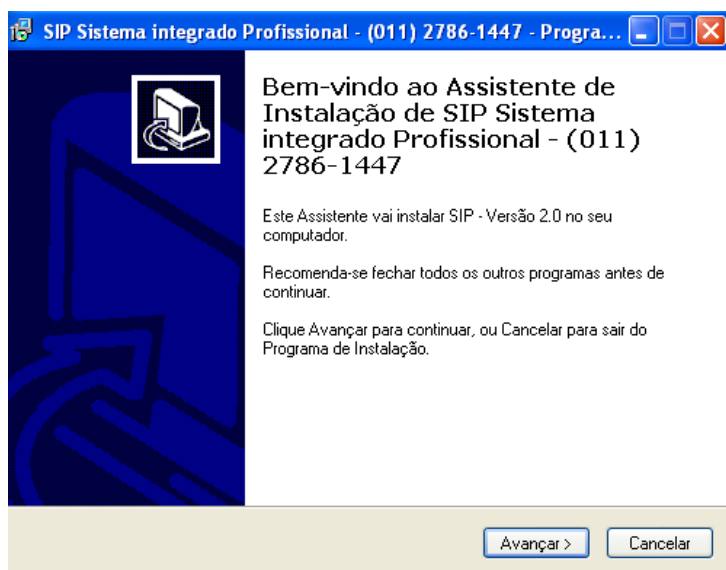 SIP Sistema integrado Profissional - (011) 2786-1447 - Progra...
Bem-vindo ao Assistente de
Instalação de SIP Sistema
integrado Profissional - (011)
2786-1447
Este Assistente vai instalar SIP - Versão 2.0 no seu
computador.
Recomenda-se fechar todos os outros programas antes de
continuar.
Clique Avançar para continuar, ou Cancelar para sair do
Programa de Instalação.
Avançar > Cancelar